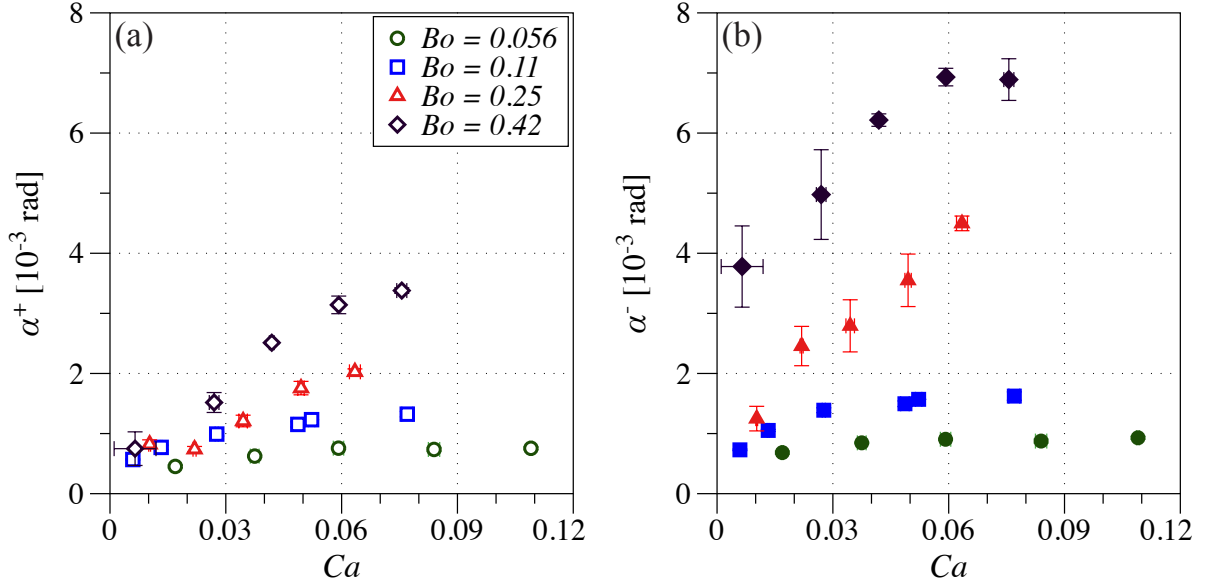 (a)
Bo = 0.056
Bo = 0.11
Bo = 0.25
Bo = 0.42
8
6
4
2
0
α⁺ [10⁻³ rad]
0 0.03 0.06 0.09 0.12
Ca
(b)
8
6
4
2
0
α⁻ [10⁻³ rad]
0 0.03 0.06 0.09 0.12
Ca